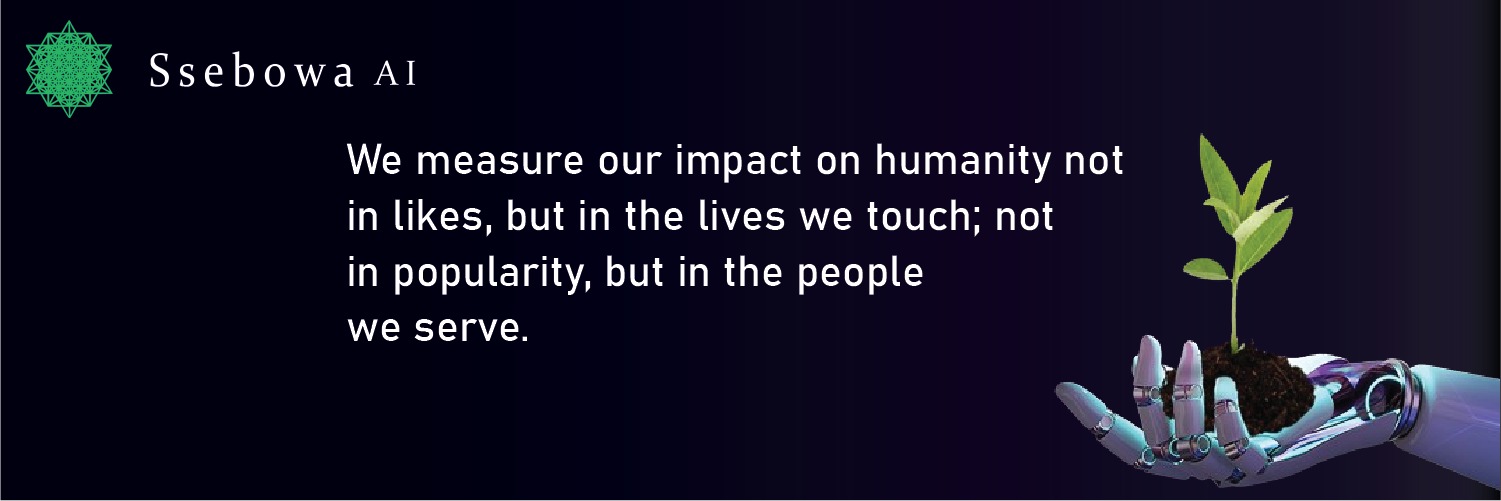 Ssebowa AI
We measure our impact on humanity not
in likes, but in the lives we touch; not
in popularity, but in the people
we serve.